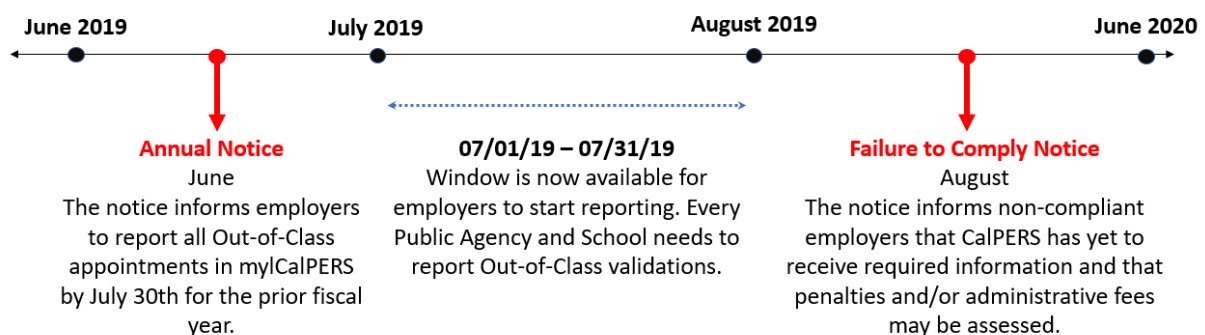 June 2019
July 2019
August 2019
June 2020
Annual Notice
June
The notice informs employers
to report all Out-of-Class
appointments in mylCalPERS
by July 30th for the prior fiscal
year.
07/01/19 – 07/31/19
Window is now available for
employers to start reporting. Every
Public Agency and School needs to
report Out-of-Class validations.
Failure to Comply Notice
August
The notice informs non-compliant
employers that CalPERS has yet to
receive required information and that
penalties and/or administrative fees
may be assessed.